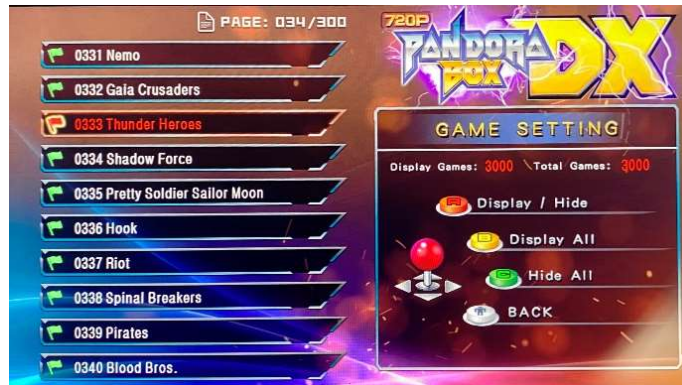 PAGE: 034/300
0331 Nemo
0332 Gaia Crusaders
0333 Thunder Heroes
0334 Shadow Force
0335 Pretty Soldier Sailor Moon
0336 Hook
0337 Riot
0338 Spinal Breakers
0339 Pirates
0340 Blood Bros.
720P
PANDORA BOX DX
GAME SETTING
Display Games: 3000 Total Games: 3000
A Display / Hide
B Display All
C Hide All
BACK